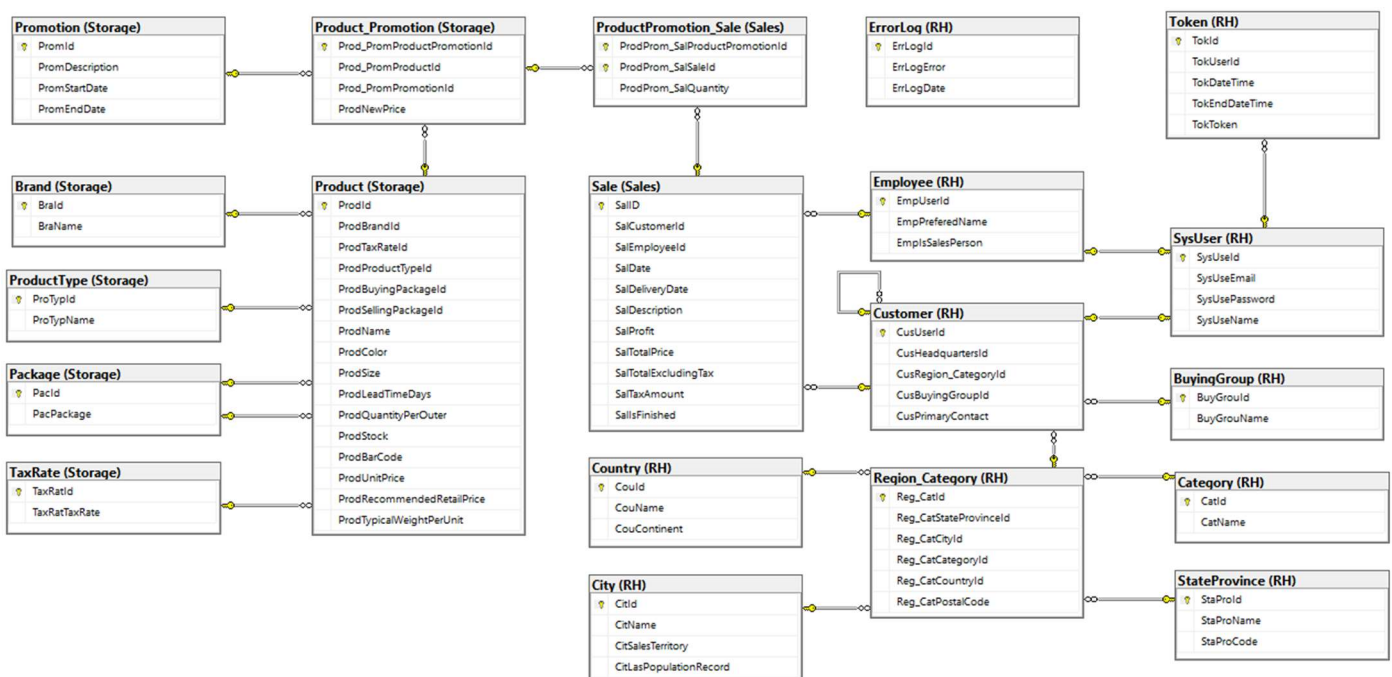 Promotion (Storage)
PromId
PromDescription
PromStartDate
PromEndDate
Product_Promotion (Storage)
Prod_PromProductPromotionId
Prod_PromProductId
Prod_PromPromotionId
ProdNewPrice
ProductPromotion_Sale (Sales)
ProdProm_SalProductPromotionId
ProdProm_SalSaleId
ProdProm_SalQuantity
ErrorLog (RH)
ErrLogId
ErrLogError
ErrLogDate
Token (RH)
TokId
TokUserId
TokDateTime
TokEndDateTime
TokToken
Brand (Storage)
BraId
BraName
Product (Storage)
ProdId
ProdBrandId
ProdTaxRateId
ProdProductTypeId
ProdBuyingPackageId
ProdSellingPackageId
ProdName
ProdColor
ProdSize
ProdLeadTimeDays
ProdQuantityPerOuter
ProdStock
ProdBarCode
ProdUnitPrice
ProdRecommendedRetailPrice
ProdTypicalWeightPerUnit
Sale (Sales)
SalID
SalCustomerId
SalEmployeeId
SalDate
SalDeliveryDate
SalDescription
SalProfit
SalTotalPrice
SalTotalExcludingTax
SalTaxAmount
SalIsFinished
Employee (RH)
EmpUserId
EmpPreferedName
EmpIsSalesPerson
SysUser (RH)
SysUseId
SysUseEmail
SysUsePassword
SysUseName
ProductType (Storage)
ProTypId
ProTypName
Customer (RH)
CusUserId
CusHeadquartersId
CusRegion_CategoryId
CusBuyingGroupId
CusPrimaryContact
Package (Storage)
PacId
PacPackage
BuyingGroup (RH)
BuyGrouId
BuyGrouName
TaxRate (Storage)
TaxRatId
TaxRatTaxRate
Country (RH)
CouId
CouName
CouContinent
Region_Category (RH)
Reg_CatId
Reg_CatStateProvinceId
Reg_CatCityId
Reg_CatCategoryId
Reg_CatCountryId
Reg_CatPostalCode
Category (RH)
CatId
CatName
City (RH)
CitId
CitName
CitSalesTerritory
CitLasPopulationRecord
StateProvince (RH)
StaProId
StaProName
StaProCode